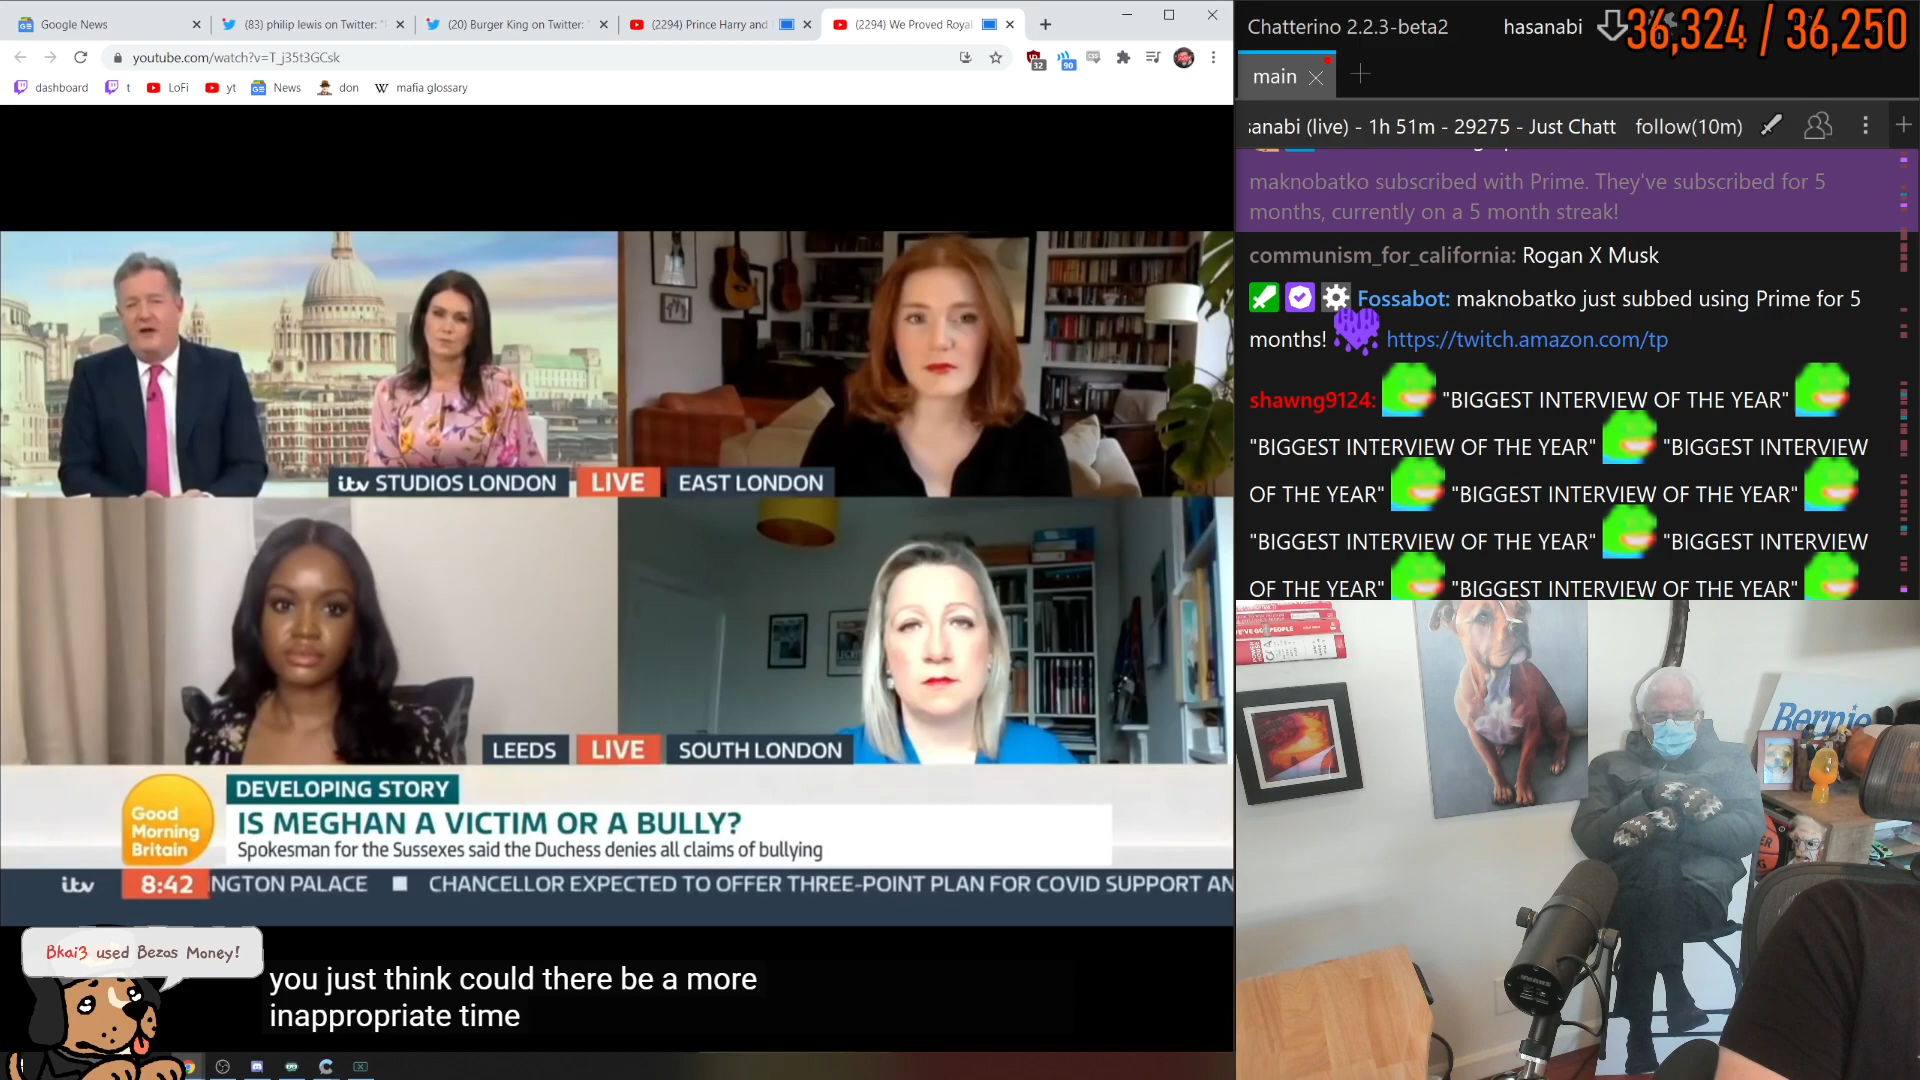 Google News
(83) philip lewis on Twitter: "
(20) Burger King on Twitter: "
(2294) Prince Harry and
(2294) We Proved Royal
youtube.com/watch?v=T_j35t3GCsk
32
90
dashboard
t
LoFi
yt
News
don
W mafia glossary
itv STUDIOS LONDON
LIVE
EAST LONDON
LEEDS
LIVE
SOUTH LONDON
Good
Morning
Britain
DEVELOPING STORY
IS MEGHAN A VICTIM OR A BULLY?
Spokesman for the Sussexes said the Duchess denies all claims of bullying
itv
8:42
NGTON PALACE ■ CHANCELLOR EXPECTED TO OFFER THREE-POINT PLAN FOR COVID SUPPORT AN
Bkai3 used Bezos Money!
you just think could there be a more
inappropriate time
Chatterino 2.2.3-beta2
hasanabi
36,324 / 36,250
main
sanabi (live) - 1h 51m - 29275 - Just Chatt
follow(10m)
maknobatko subscribed with Prime. They've subscribed for 5
months, currently on a 5 month streak!
communism_for_california: Rogan X Musk
Fossabot: maknobatko just subbed using Prime for 5
months! https://twitch.amazon.com/tp
shawng9124: "BIGGEST INTERVIEW OF THE YEAR"
"BIGGEST INTERVIEW OF THE YEAR" "BIGGEST INTERVIEW
OF THE YEAR" "BIGGEST INTERVIEW OF THE YEAR"
"BIGGEST INTERVIEW OF THE YEAR" "BIGGEST INTERVIEW
OF THE YEAR" "BIGGEST INTERVIEW OF THE YEAR"
WE'VE GOT PEOPLE
Bernie